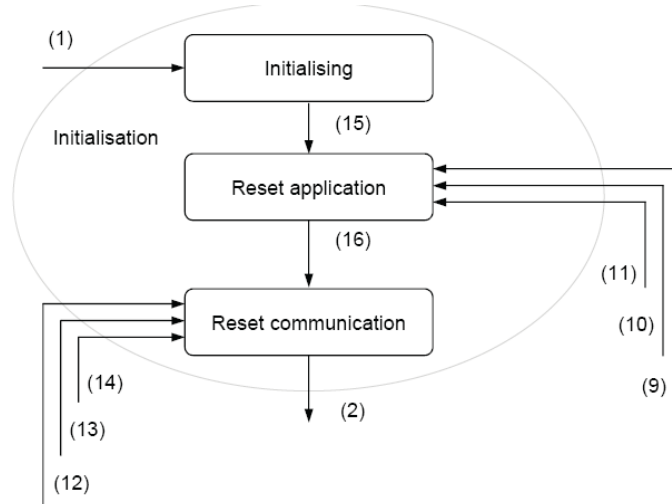 (1)
Initialising
(15)
Initialisation
Reset application
(16)
(11)
Reset communication
(10)
(14)
(9)
(2)
(13)
(12)